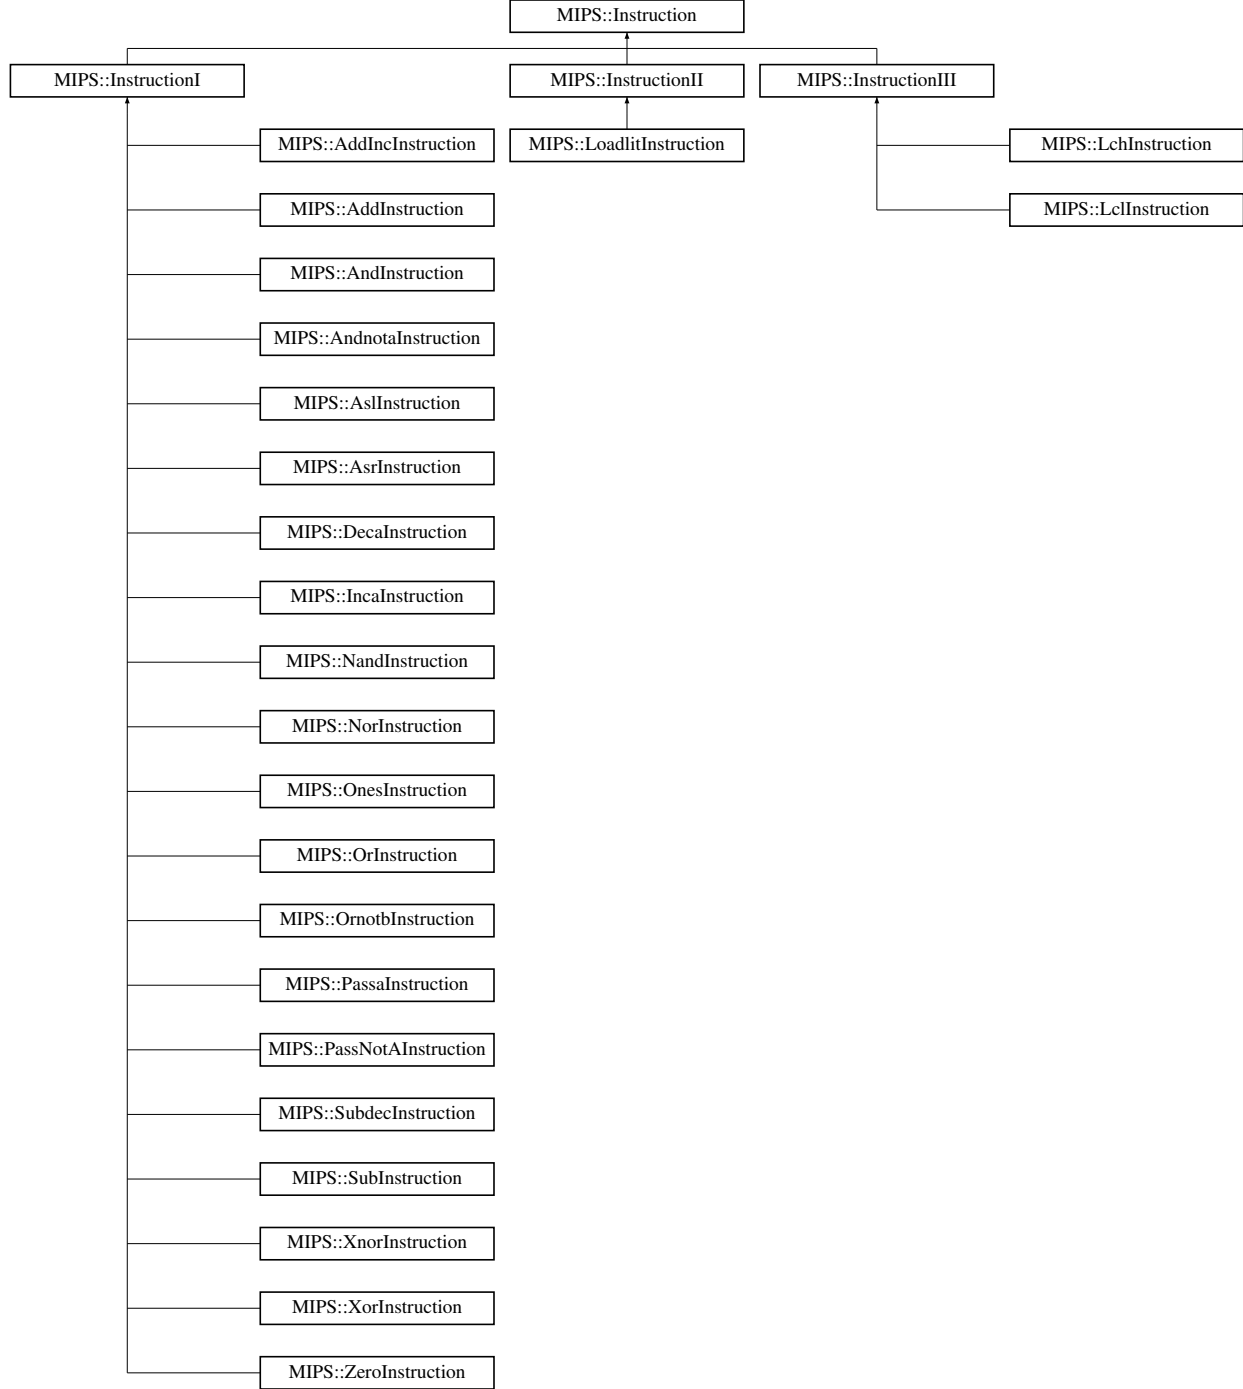 MIPS::Instruction
MIPS::InstructionI
MIPS::InstructionII
MIPS::InstructionIII
MIPS::AddIncInstruction
MIPS::LoadlitInstruction
MIPS::LchInstruction
MIPS::AddInstruction
MIPS::LclInstruction
MIPS::AndInstruction
MIPS::AndnotaInstruction
MIPS::AslInstruction
MIPS::AsrInstruction
MIPS::DecaInstruction
MIPS::IncaInstruction
MIPS::NandInstruction
MIPS::NorInstruction
MIPS::OnesInstruction
MIPS::OrInstruction
MIPS::OrnotbInstruction
MIPS::PassaInstruction
MIPS::PassNotAInstruction
MIPS::SubdecInstruction
MIPS::SubInstruction
MIPS::XnorInstruction
MIPS::XorInstruction
MIPS::ZeroInstruction